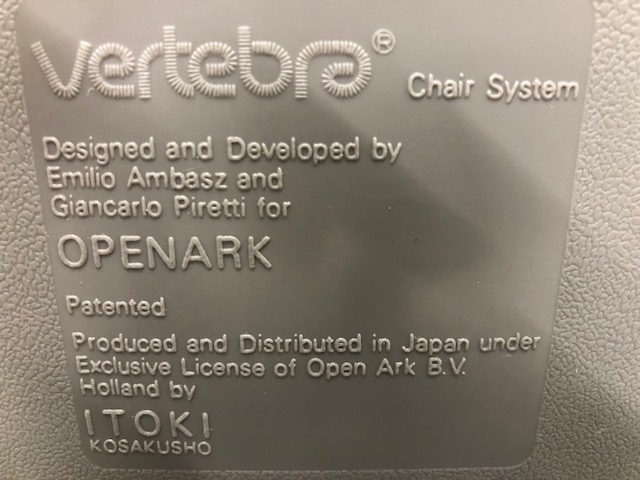 vertebra® Chair System
Designed and Developed by
Emilio Ambasz and
Giancarlo Piretti for
OPENARK
Patented
Produced and Distributed in Japan under
Exclusive License of Open Ark B.V.
Holland by
ITOKI
KOSAKUSHO